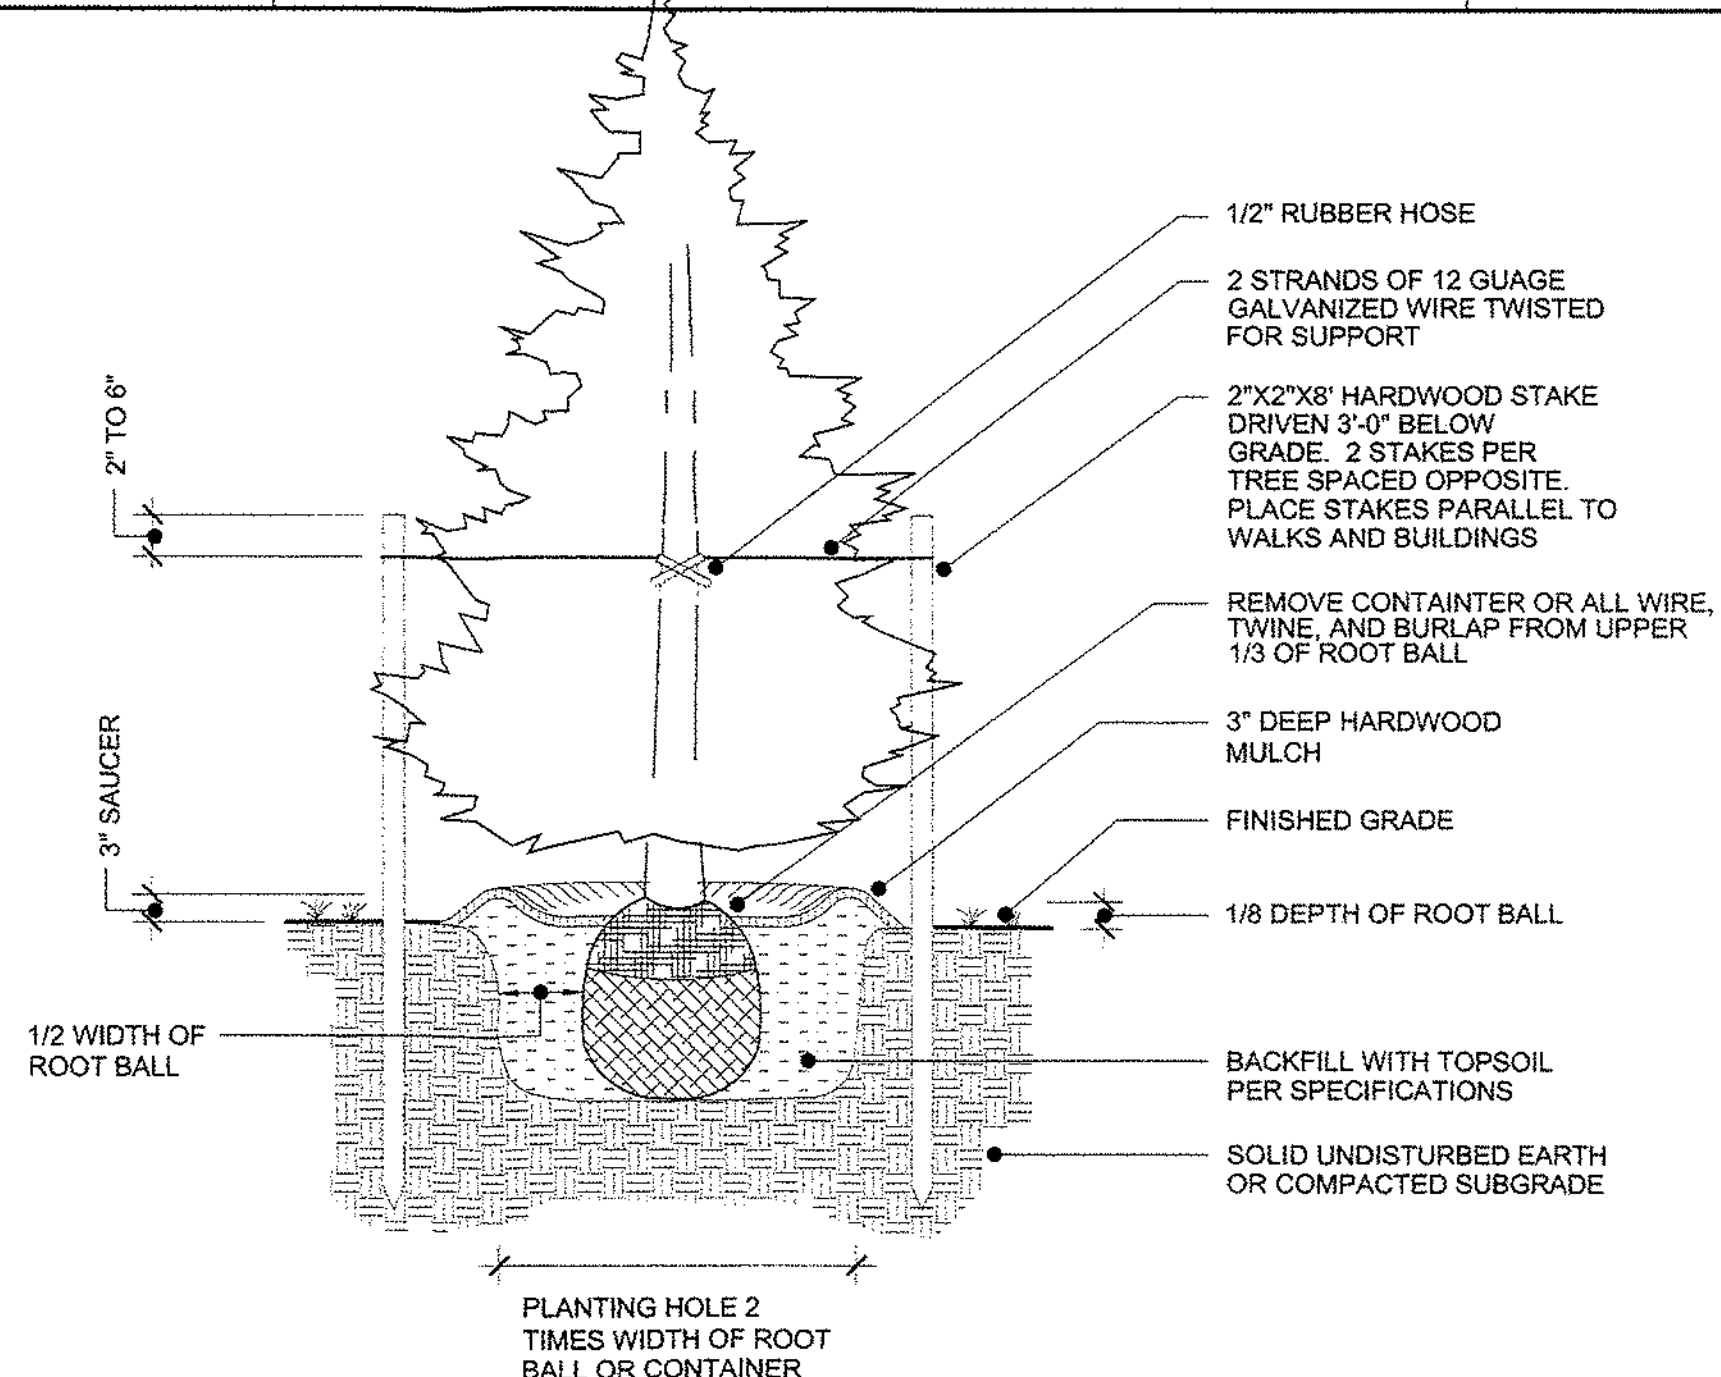 1/2" RUBBER HOSE
2 STRANDS OF 12 GUAGE
GALVANIZED WIRE TWISTED
FOR SUPPORT
2"X2"X8' HARDWOOD STAKE
DRIVEN 3'-0" BELOW
GRADE. 2 STAKES PER
TREE SPACED OPPOSITE.
PLACE STAKES PARALLEL TO
WALKS AND BUILDINGS
2" TO 6"
REMOVE CONTAINTER OR ALL WIRE,
TWINE, AND BURLAP FROM UPPER
1/3 OF ROOT BALL
3" DEEP HARDWOOD
MULCH
3" SAUCER
FINISHED GRADE
1/8 DEPTH OF ROOT BALL
1/2 WIDTH OF
ROOT BALL
BACKFILL WITH TOPSOIL
PER SPECIFICATIONS
SOLID UNDISTURBED EARTH
OR COMPACTED SUBGRADE
PLANTING HOLE 2
TIMES WIDTH OF ROOT
BALL OR CONTAINER